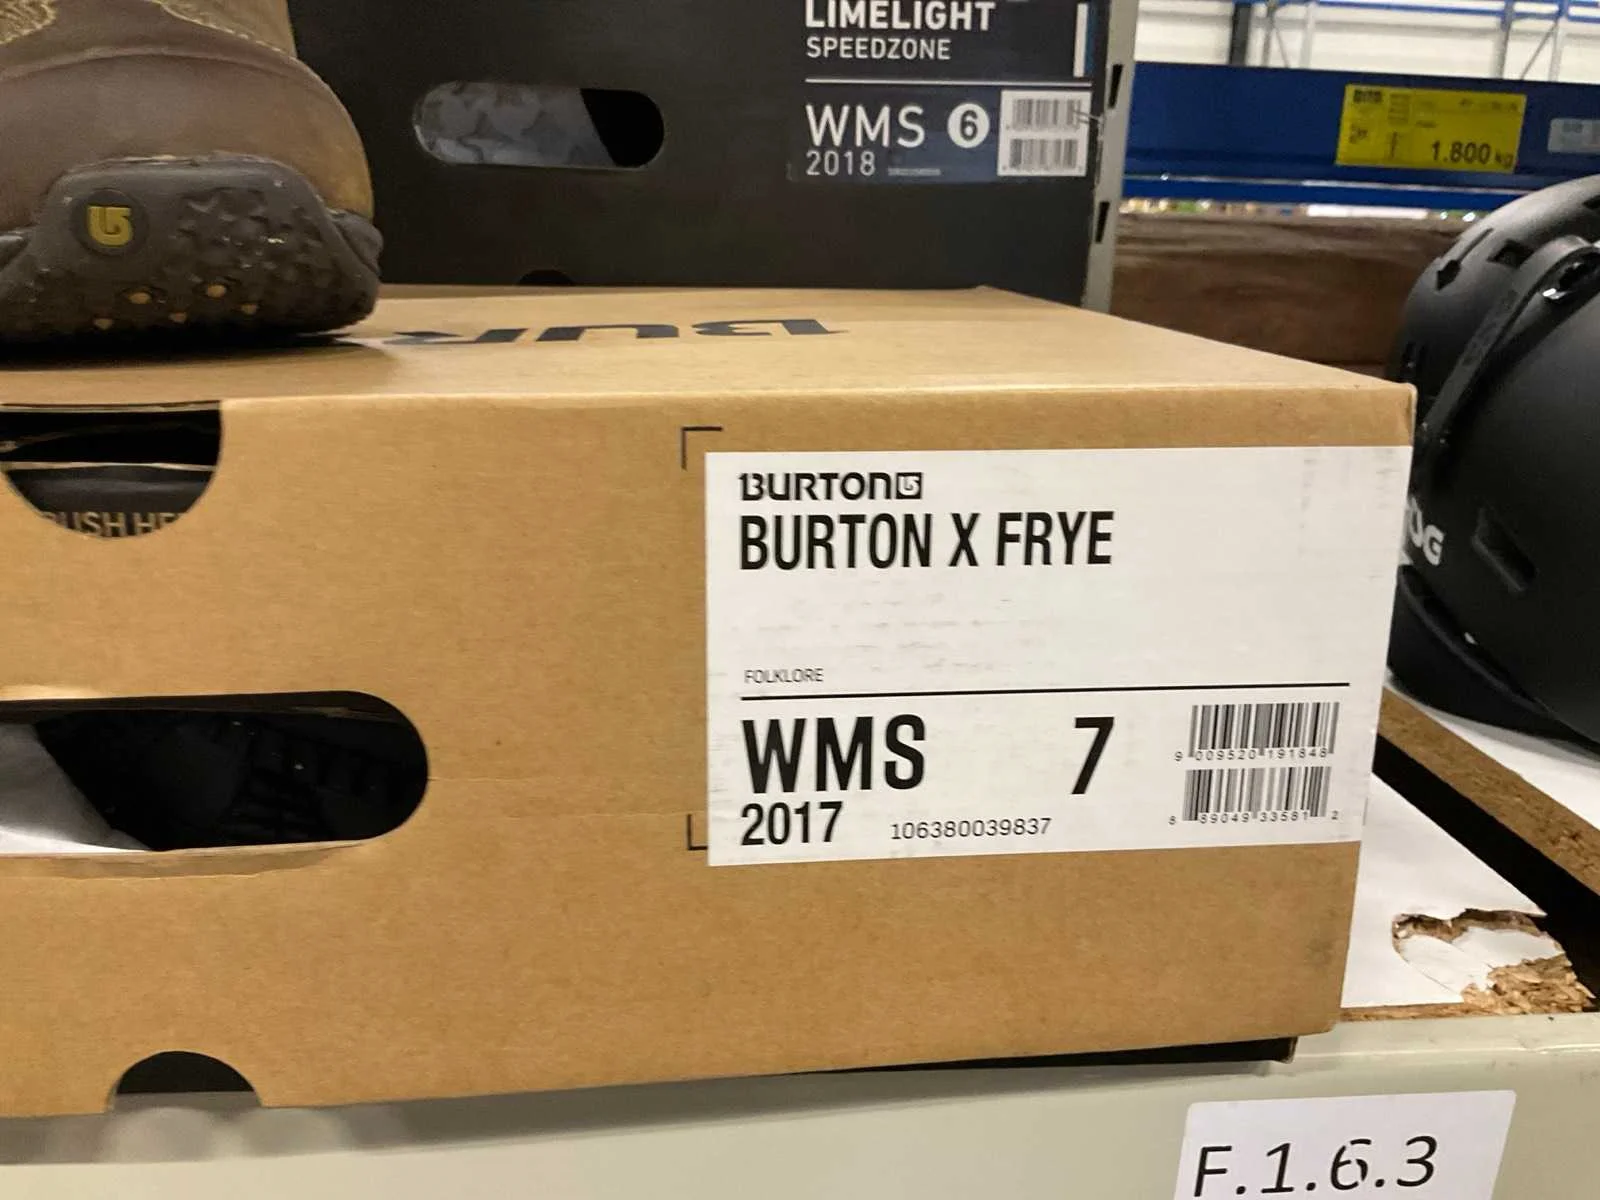 LIMELIGHT
SPEEDZONE
WMS 6
2018
1.800 kg
BUR
BURTON
BURTON X FRYE
FOLKLORE
WMS 7
9 009520 191848
2017
106380039837
8 89049 33581 2
F.1.6.3